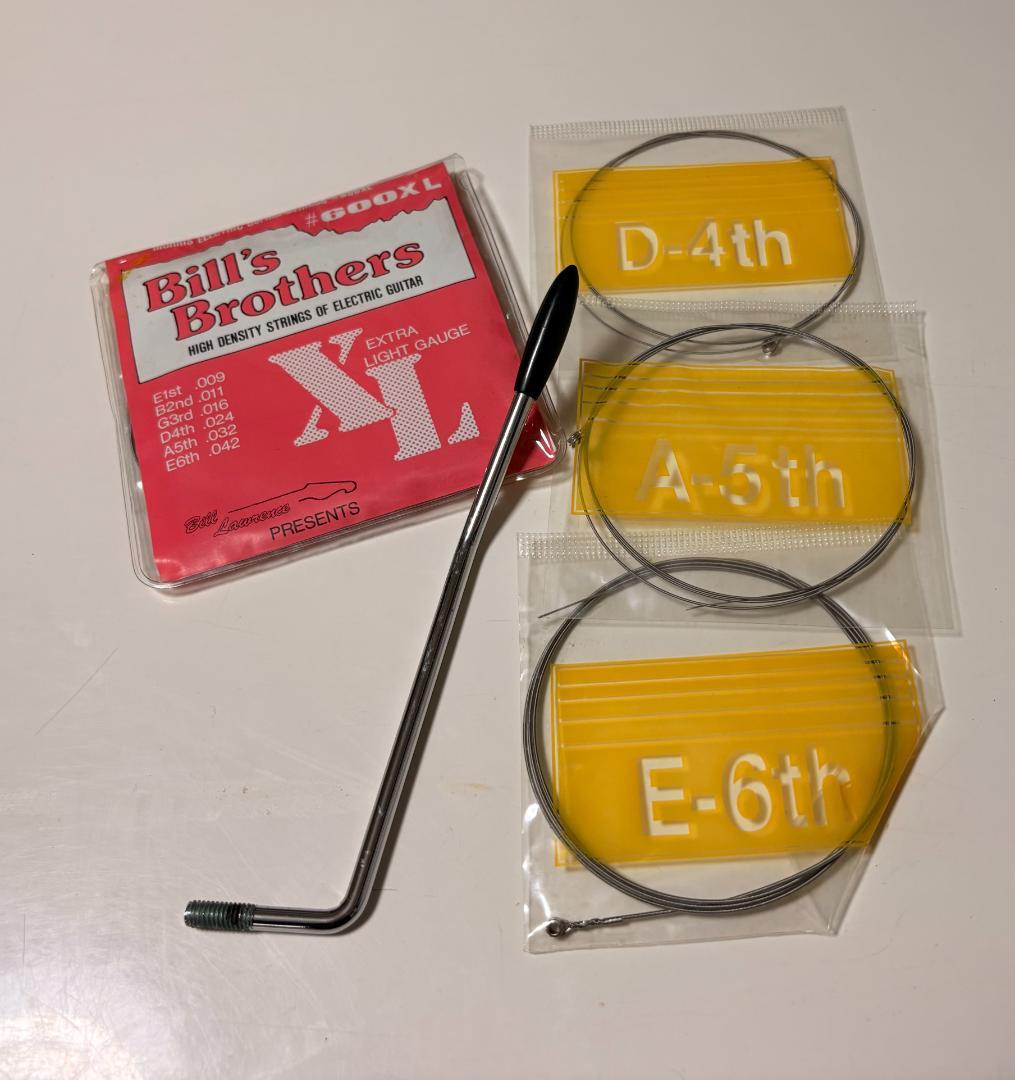 #600XL
Bill's
Brothers
HIGH DENSITY STRINGS OF ELECTRIC GUITAR
XL
EXTRA
LIGHT GAUGE
E1st .009
B2nd .011
G3rd .016
D4th .024
A5th .032
E6th .042
Bill Lawrence
PRESENTS
D-4th
A-5th
E-6th